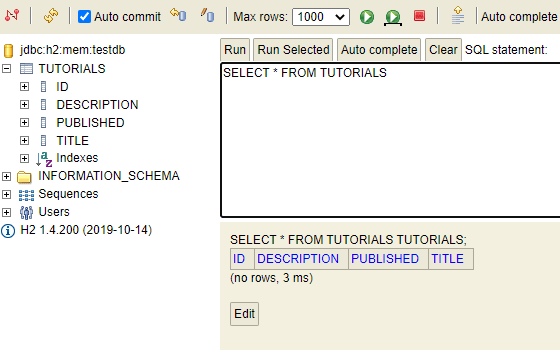 Auto commit Max rows: 1000 Auto complete
jdbc:h2:mem:testdb
TUTORIALS
ID
DESCRIPTION
PUBLISHED
TITLE
Indexes
INFORMATION_SCHEMA
Sequences
Users
H2 1.4.200 (2019-10-14)
Run Run Selected Auto complete Clear SQL statement:
SELECT * FROM TUTORIALS
SELECT * FROM TUTORIALS TUTORIALS;
ID DESCRIPTION PUBLISHED TITLE
(no rows, 3 ms)
Edit